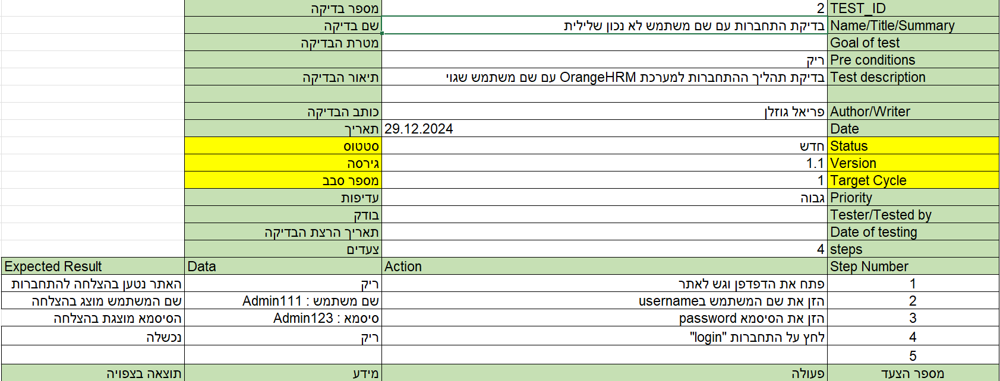 TEST_ID 2 מספר בדיקה
Name/Title/Summary בדיקת התחברות עם שם משתמש לא נכון שלילית שם בדיקה
Goal of test מטרת הבדיקה
Pre conditions ריק
Test description בדיקת תהליך ההתחברות למערכת OrangeHRM עם שם משתמש שגוי תיאור הבדיקה
Author/Writer פריאל גוזלן כותב הבדיקה
Date 29.12.2024 תאריך
Status חדש סטטוס
Version 1.1 גירסה
Target Cycle 1 מספר סבב
Priority גבוה עדיפות
Tester/Tested by בודק
Date of testing תאריך הרצת הבדיקה
steps 4 צעדים
Step Number Action Data Expected Result
1 פתח את הדפדפן וגש לאתר ריק האתר נטען בהצלחה להתחברות
2 הזן את שם המשתמש בusername שם משתמש : Admin111 שם המשתמש מוצג בהצלחה
3 הזן את הסיסמא password סיסמא : Admin123 הסיסמא מוצגת בהצלחה
4 לחץ על התחברות "login" ריק נכשלה
5
מספר הצעד פעולה מידע תוצאה בצפויה